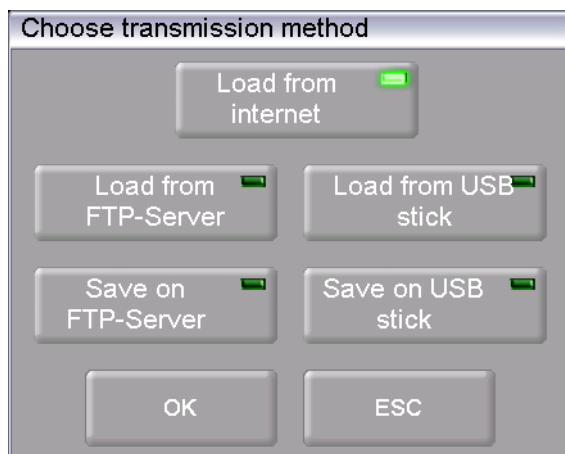 Choose transmission method
Load from
internet
Load from
FTP-Server
Load from USB
stick
Save on
FTP-Server
Save on USB
stick
OK
ESC